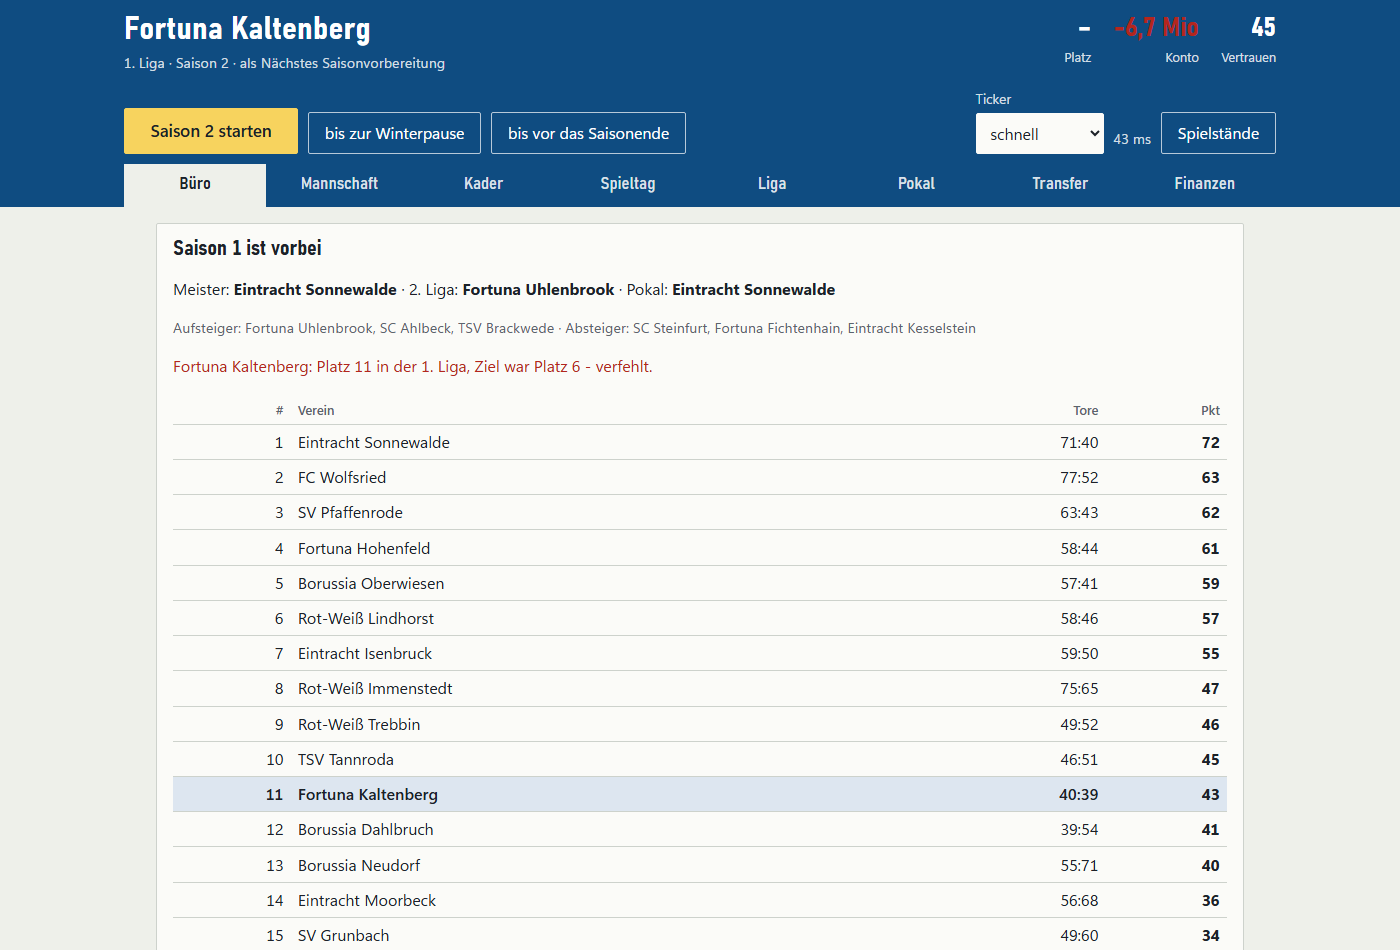 Fortuna Kaltenberg
1. Liga · Saison 2 · als Nächstes Saisonvorbereitung
– -6,7 Mio 45
Platz Konto Vertrauen
Ticker
Saison 2 starten bis zur Winterpause bis vor das Saisonende schnell 43 ms Spielstände
Büro Mannschaft Kader Spieltag Liga Pokal Transfer Finanzen
Saison 1 ist vorbei
Meister: Eintracht Sonnewalde · 2. Liga: Fortuna Uhlenbrook · Pokal: Eintracht Sonnewalde
Aufsteiger: Fortuna Uhlenbrook, SC Ahlbeck, TSV Brackwede · Absteiger: SC Steinfurt, Fortuna Fichtenhain, Eintracht Kesselstein
Fortuna Kaltenberg: Platz 11 in der 1. Liga, Ziel war Platz 6 - verfehlt.
# Verein Tore Pkt
1 Eintracht Sonnewalde 71:40 72
2 FC Wolfsried 77:52 63
3 SV Pfaffenrode 63:43 62
4 Fortuna Hohenfeld 58:44 61
5 Borussia Oberwiesen 57:41 59
6 Rot-Weiß Lindhorst 58:46 57
7 Eintracht Isenbruck 59:50 55
8 Rot-Weiß Immenstedt 75:65 47
9 Rot-Weiß Trebbin 49:52 46
10 TSV Tannroda 46:51 45
11 Fortuna Kaltenberg 40:39 43
12 Borussia Dahlbruch 39:54 41
13 Borussia Neudorf 55:71 40
14 Eintracht Moorbeck 56:68 36
15 SV Grunbach 49:60 34